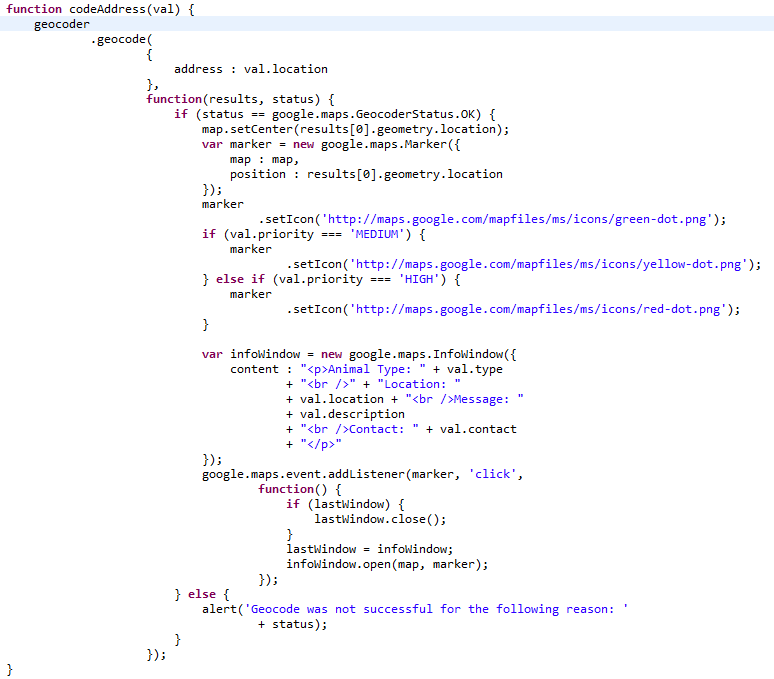 function codeAddress(val) {
    geocoder
            .geocode(
                    {
                        address : val.location
                    },
                    function(results, status) {
                        if (status == google.maps.GeocoderStatus.OK) {
                            map.setCenter(results[0].geometry.location);
                            var marker = new google.maps.Marker({
                                map : map,
                                position : results[0].geometry.location
                            });
                            marker
                                    .setIcon('http://maps.google.com/mapfiles/ms/icons/green-dot.png');
                            if (val.priority === 'MEDIUM') {
                                marker
                                        .setIcon('http://maps.google.com/mapfiles/ms/icons/yellow-dot.png');
                            } else if (val.priority === 'HIGH') {
                                marker
                                        .setIcon('http://maps.google.com/mapfiles/ms/icons/red-dot.png');
                            }

                            var infoWindow = new google.maps.InfoWindow({
                                content : "<p>Animal Type: " + val.type
                                        + "<br />" + "Location: "
                                        + val.location + "<br />Message: "
                                        + val.description
                                        + "<br />Contact: " + val.contact
                                        + "</p>"
                            });
                            google.maps.event.addListener(marker, 'click',
                                    function() {
                                        if (lastWindow) {
                                            lastWindow.close();
                                        }
                                        lastWindow = infoWindow;
                                        infoWindow.open(map, marker);
                                    });
                        } else {
                            alert('Geocode was not successful for the following reason: '
                                    + status);
                        }
                    });
}